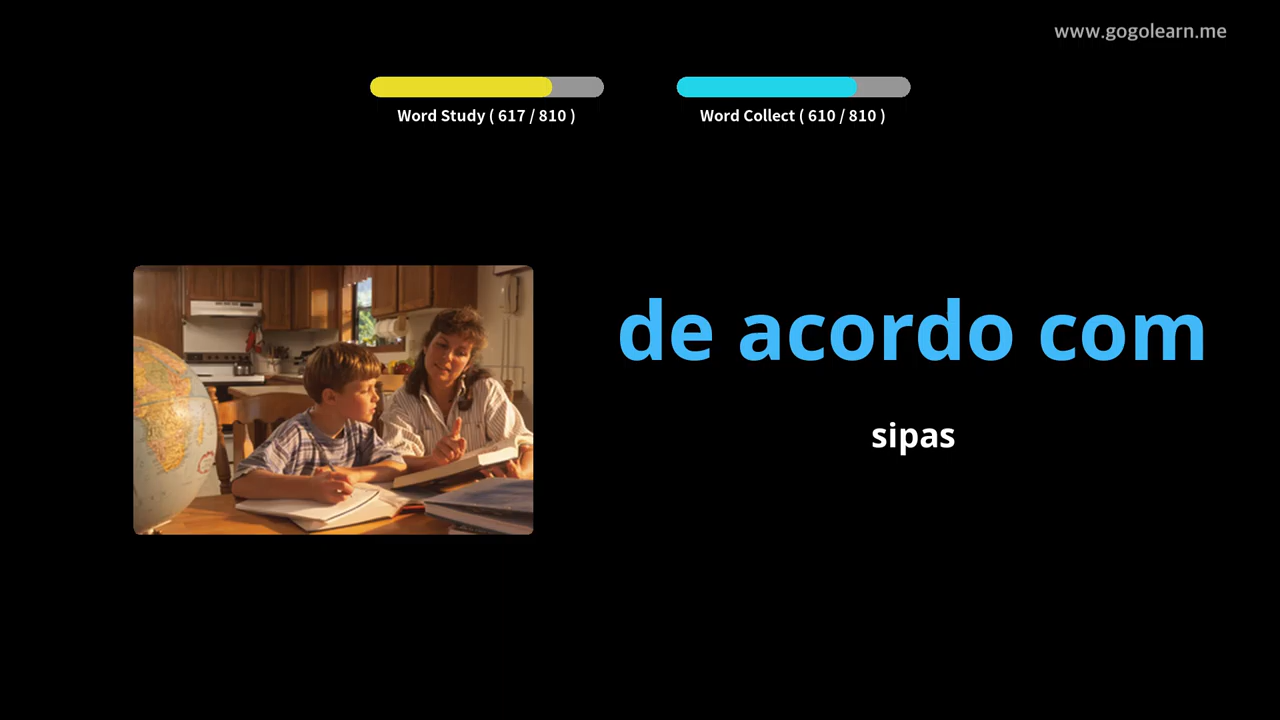 www.gogolearn.me
Word Study ( 617 / 810 )
Word Collect ( 610 / 810 )
de acordo com
sipas